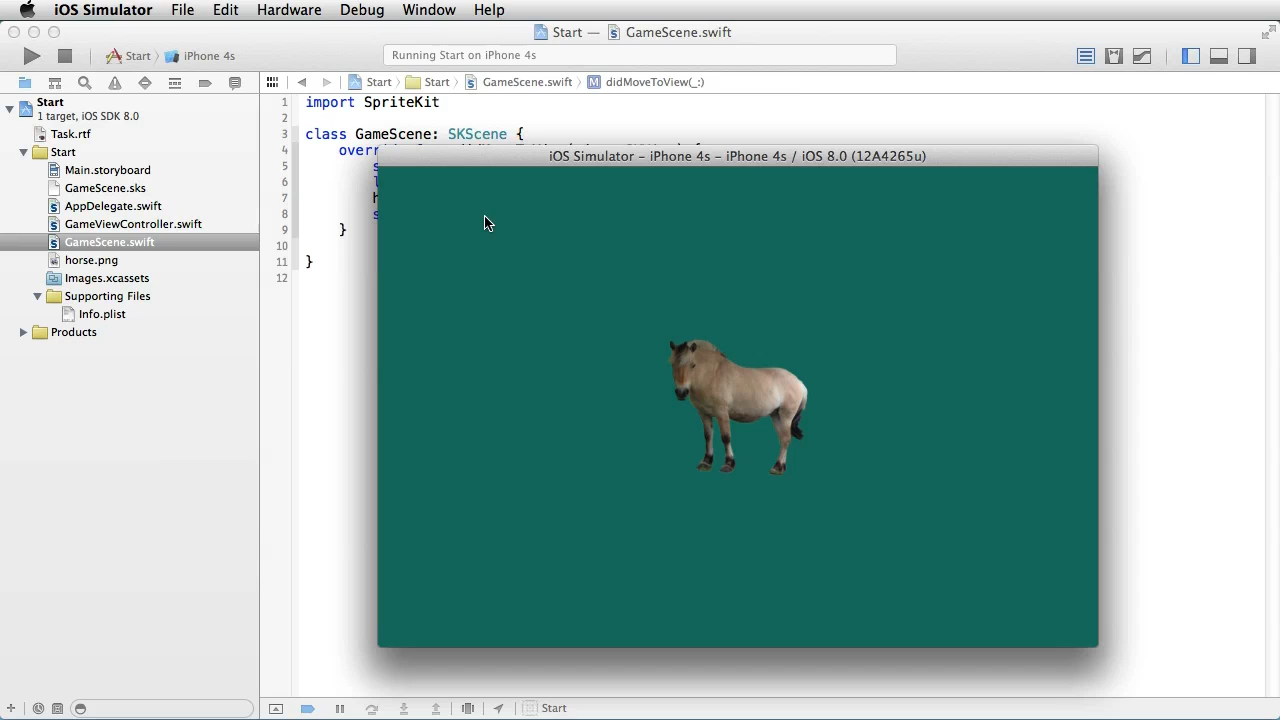 iOS Simulator File Edit Hardware Debug Window Help
Start — GameScene.swift
Start iPhone 4s Running Start on iPhone 4s
Start Start GameScene.swift M didMoveToView(_:)
Start
1 target, iOS SDK 8.0
Task.rtf
Start
Main.storyboard
GameScene.sks
AppDelegate.swift
GameViewController.swift
GameScene.swift
horse.png
Images.xcassets
Supporting Files
Info.plist
Products
1 import SpriteKit
2
3 class GameScene: SKScene {
4
5
6
7
8
9 }
10
11 }
12
iOS Simulator – iPhone 4s – iPhone 4s / iOS 8.0 (12A4265u)
Start